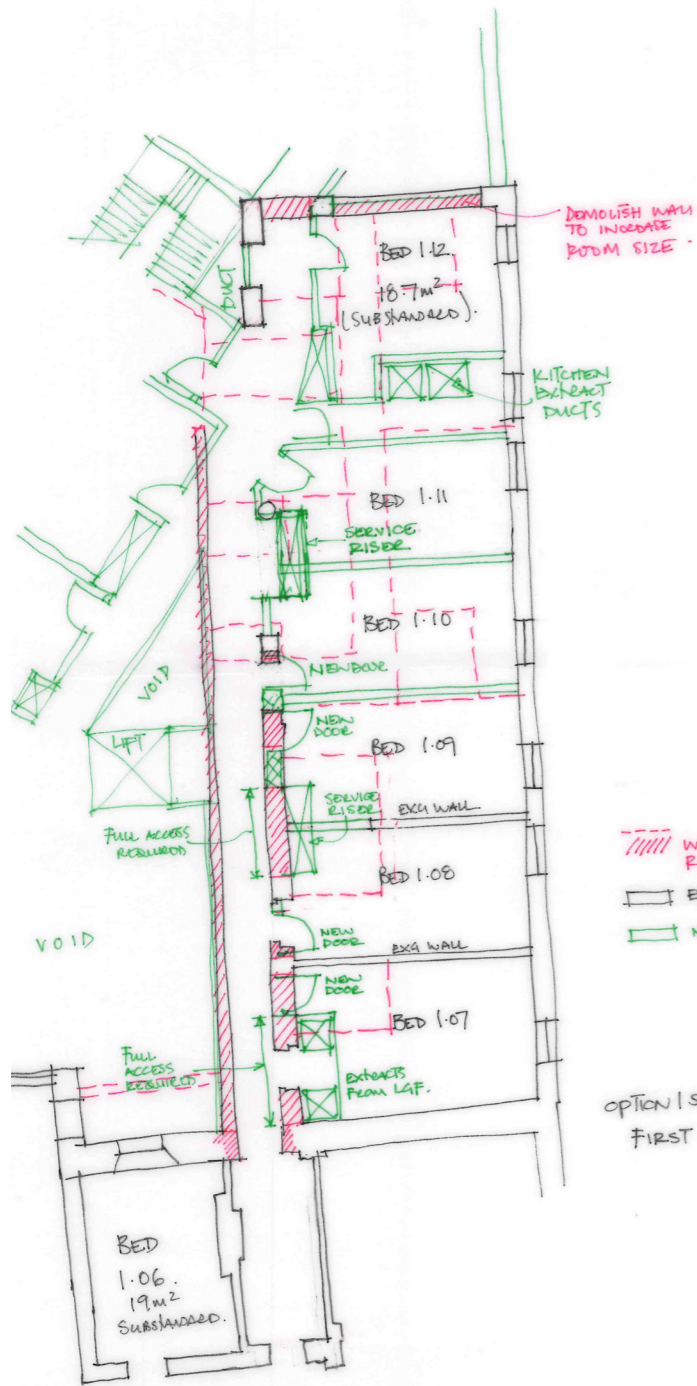 DEMOLISH WALL
TO INCREASE
ROOM SIZE.
BED 1.12
18.7m²
(SUBSTANDARD).
DUCT
KITCHEN
EXTRACT
DUCTS
BED 1.11
SERVICE
RISER
BED 1.10
VOID
NEW DOOR
LIFT
NEW
DOOR
BED 1.09
SERVICE
RISER
EXG WALL
FULL ACCESS
REQUIRED
BED 1.08
VOID
NEW
DOOR
EXG WALL
NEW
DOOR
BED 1.07
FULL
ACCESS
REQUIRED
EXTRACTS
FROM LGF.
W
R
E
N
OPTION 1 S
FIRST
BED
1.06.
19m²
SUBSTANDARD.